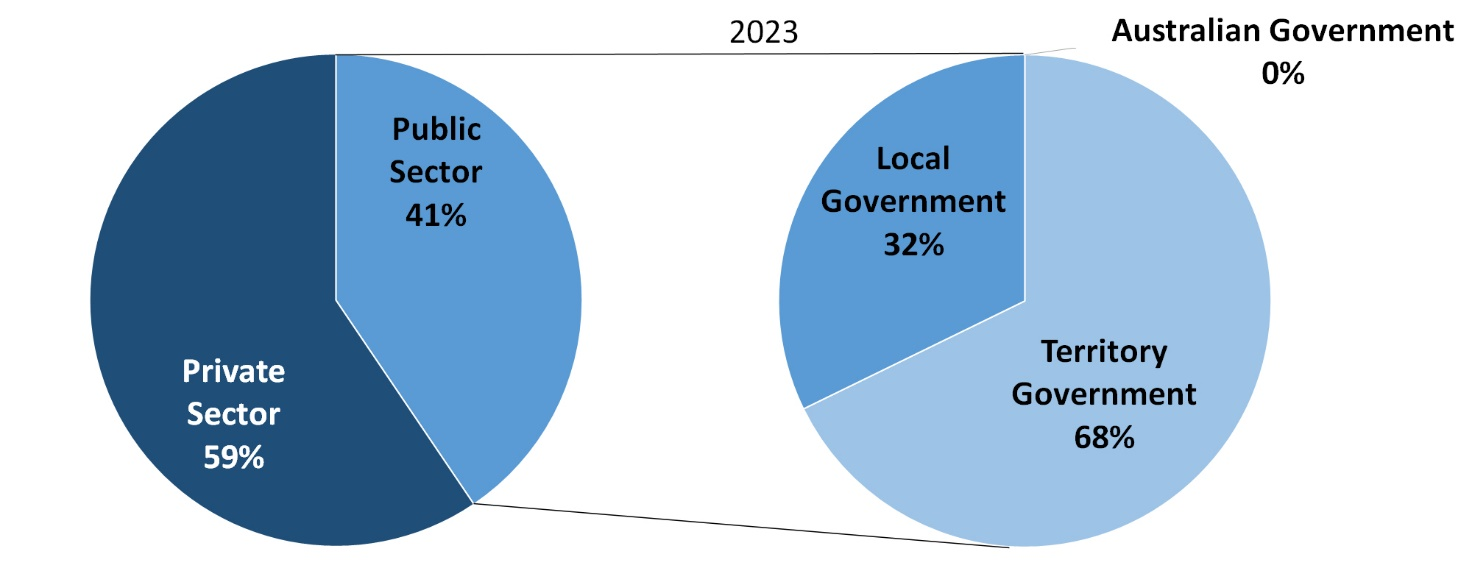 2023
Australian Government
0%
Public
Sector
41%
Private
Sector
59%
Local
Government
32%
Territory
Government
68%